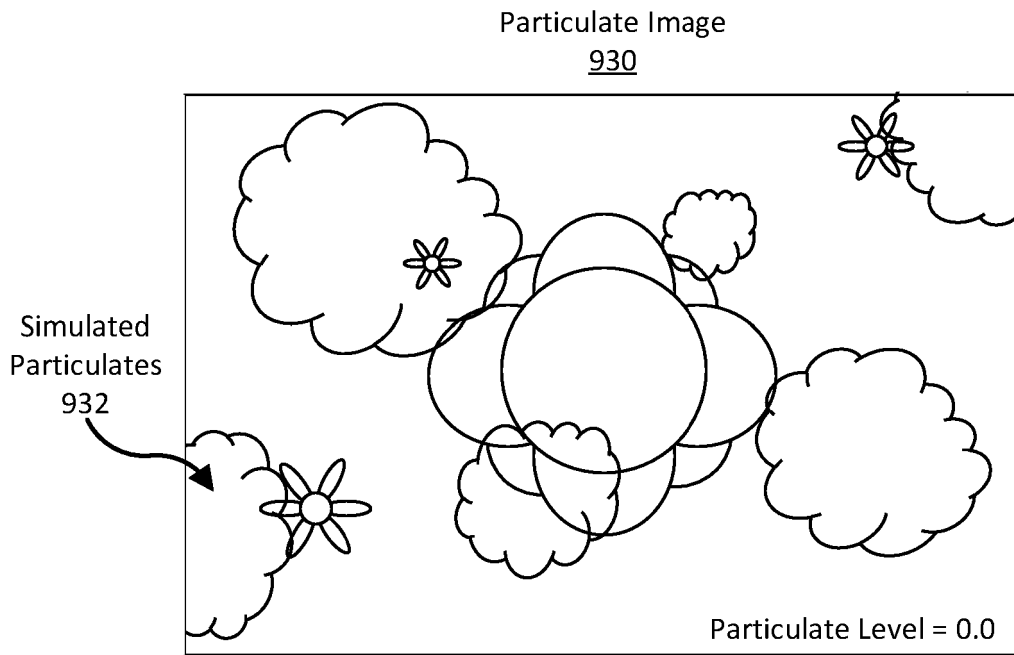 Particulate Image
930
Simulated
Particulates
932
Particulate Level = 0.0